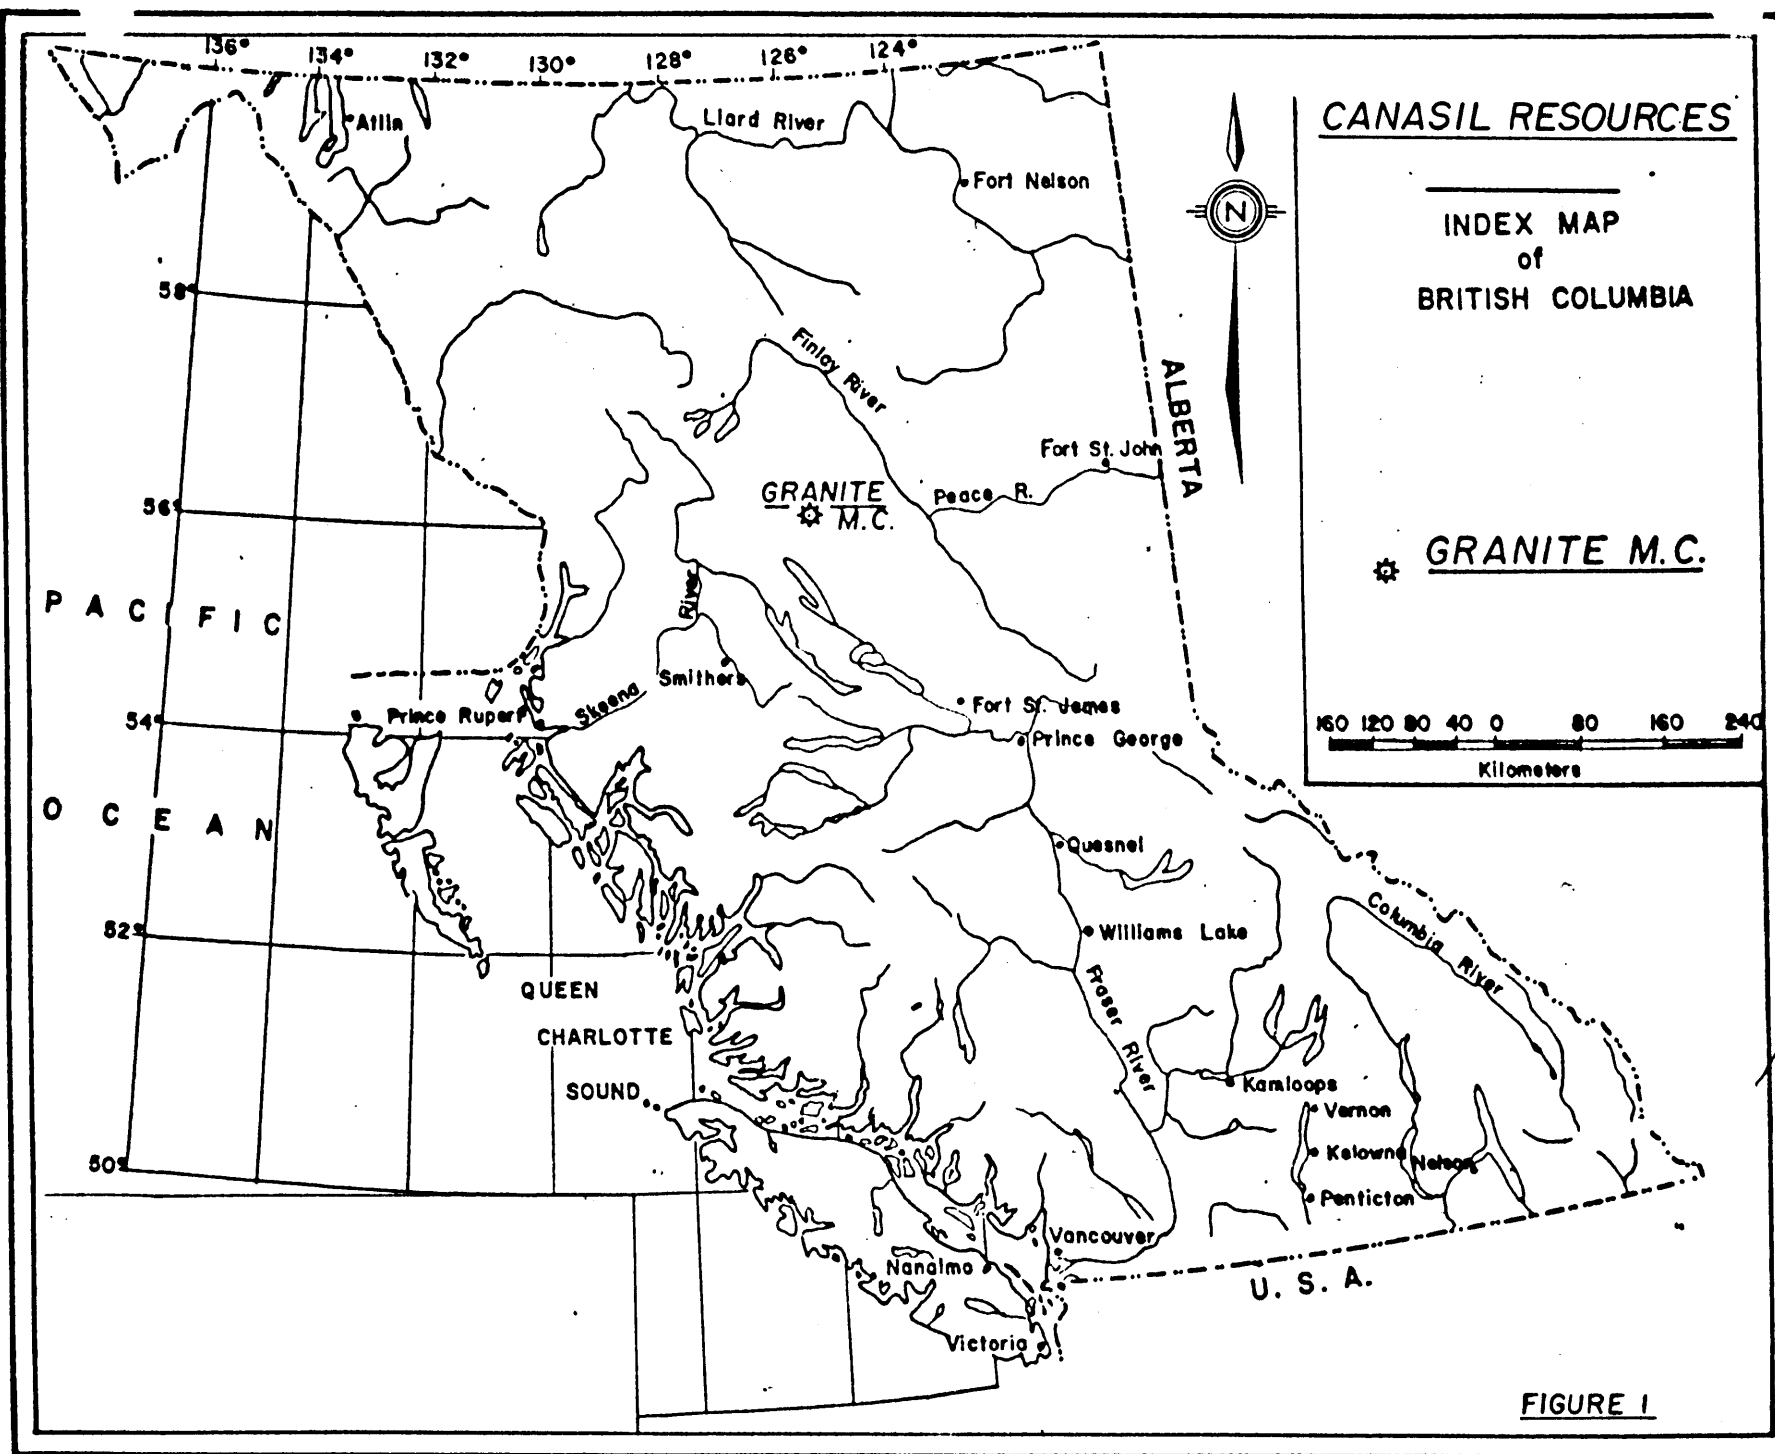 136° 134° 132° 130° 128° 126° 124°
Atlin
Liard River
Fort Nelson
58°
Finlay River
ALBERTA
Fort St. John
Peace R.
GRANITE
M.C.
56°
PACIFIC
River
Smithers
Skeena
Fort St. James
54°
Prince Rupert
Prince George
OCEAN
Quesnel
Columbia River
52°
Williams Lake
QUEEN
Fraser River
CHARLOTTE
SOUND
Kamloops
Vernon
50°
Kelowna
Nelson
Penticton
Vancouver
Nanaimo
U. S. A.
Victoria
N
CANASIL RESOURCES
INDEX MAP
of
BRITISH COLUMBIA
GRANITE M.C.
160 120 80 40 0 80 160 240
Kilometers
FIGURE 1